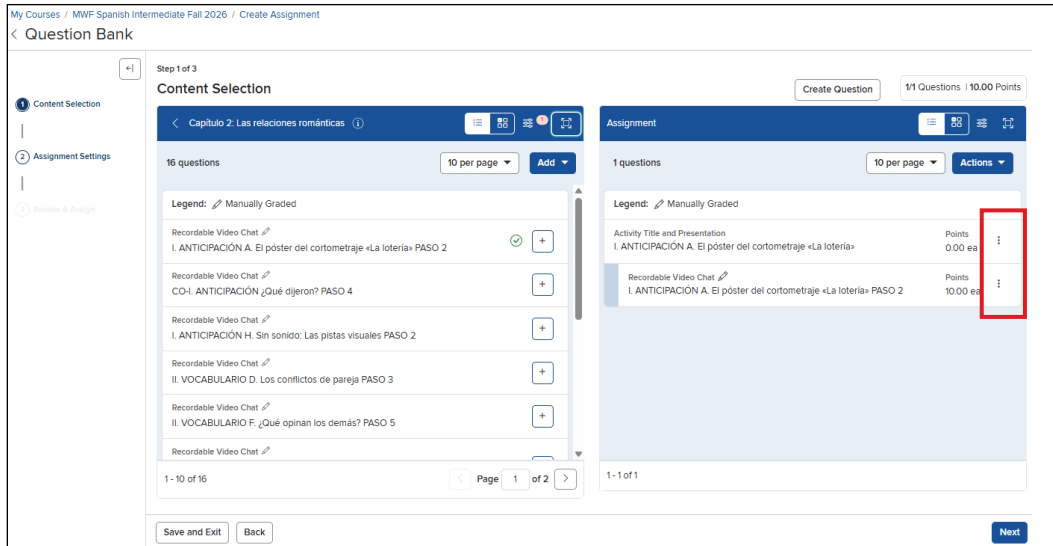 My Courses / MWF Spanish Intermediate Fall 2026 / Create Assignment
< Question Bank
1 Content Selection
2 Assignment Settings
3 Review & Assign
Step 1 of 3
Content Selection
Create Question
1/1 Questions | 10.00 Points
Capítulo 2: Las relaciones románticas
1
16 questions
10 per page
Add
Legend: Manually Graded
Recordable Video Chat
I. ANTICIPACIÓN A. El póster del cortometraje «La lotería» PASO 2
+
Recordable Video Chat
CO-I. ANTICIPACIÓN ¿Qué dijeron? PASO 4
+
Recordable Video Chat
I. ANTICIPACIÓN H. Sin sonido: Las pistas visuales PASO 2
+
Recordable Video Chat
II. VOCABULARIO D. Los conflictos de pareja PASO 3
+
Recordable Video Chat
II. VOCABULARIO F. ¿Qué opinan los demás? PASO 5
+
Recordable Video Chat
1 - 10 of 16
Page 1 of 2
Assignment
1 questions
10 per page
Actions
Legend: Manually Graded
Activity Title and Presentation
I. ANTICIPACIÓN A. El póster del cortometraje «La lotería»
Points
0.00 ea
Recordable Video Chat
I. ANTICIPACIÓN A. El póster del cortometraje «La lotería» PASO 2
Points
10.00 ea
1 - 1 of 1
Save and Exit
Back
Next